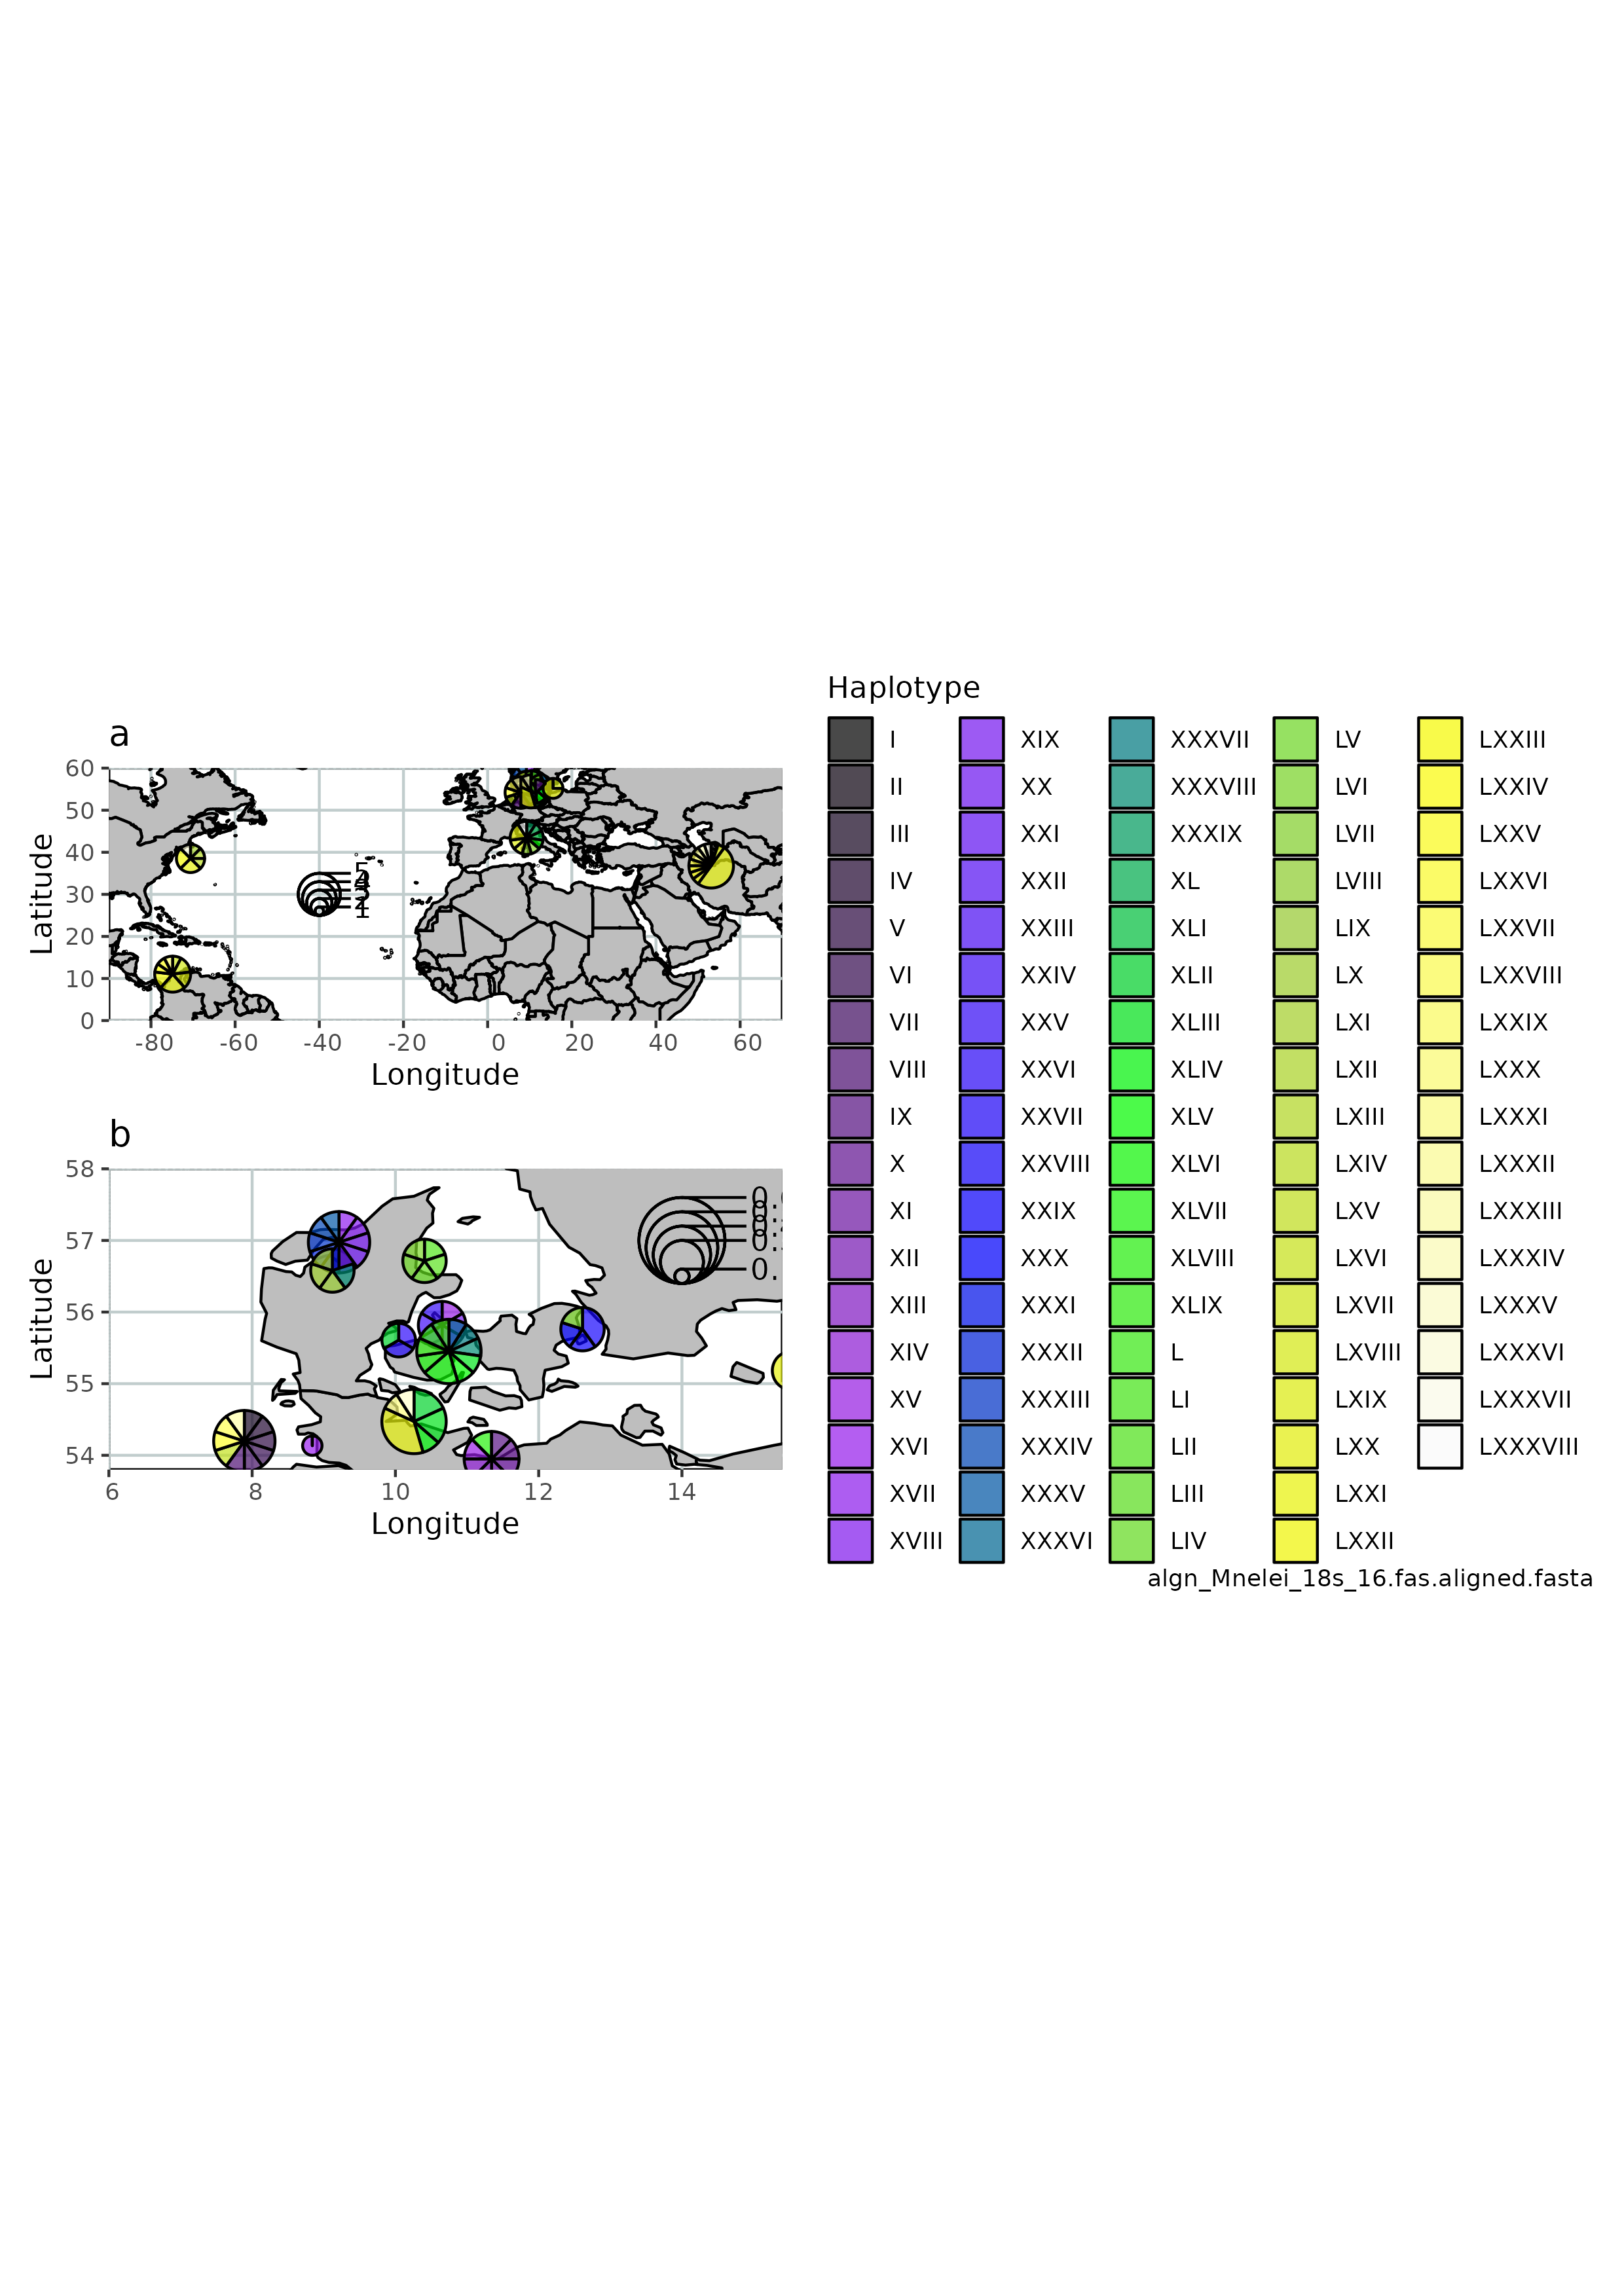 Haplotype
a
60
50
40
30
20
10
0
Latitude
5
4
3
2
1
-80 -60 -40 -20 0 20 40 60
Longitude
b
58
57
56
55
54
Latitude
6 8 10 12 14
Longitude
I XIX XXXVII LV LXXIII
II XX XXXVIII LVI LXXIV
III XXI XXXIX LVII LXXV
IV XXII XL LVIII LXXVI
V XXIII XLI LIX LXXVII
VI XXIV XLII LX LXXVIII
VII XXV XLIII LXI LXXIX
VIII XXVI XLIV LXII LXXX
IX XXVII XLV LXIII LXXXI
X XXVIII XLVI LXIV LXXXII
XI XXIX XLVII LXV LXXXIII
XII XXX XLVIII LXVI LXXXIV
XIII XXXI XLIX LXVII LXXXV
XIV XXXII L LXVIII LXXXVI
XV XXXIII LI LXIX LXXXVII
XVI XXXIV LII LXX LXXXVIII
XVII XXXV LIII LXXI
XVIII XXXVI LIV LXXII
algn_Mnelei_18s_16.fas.aligned.fasta